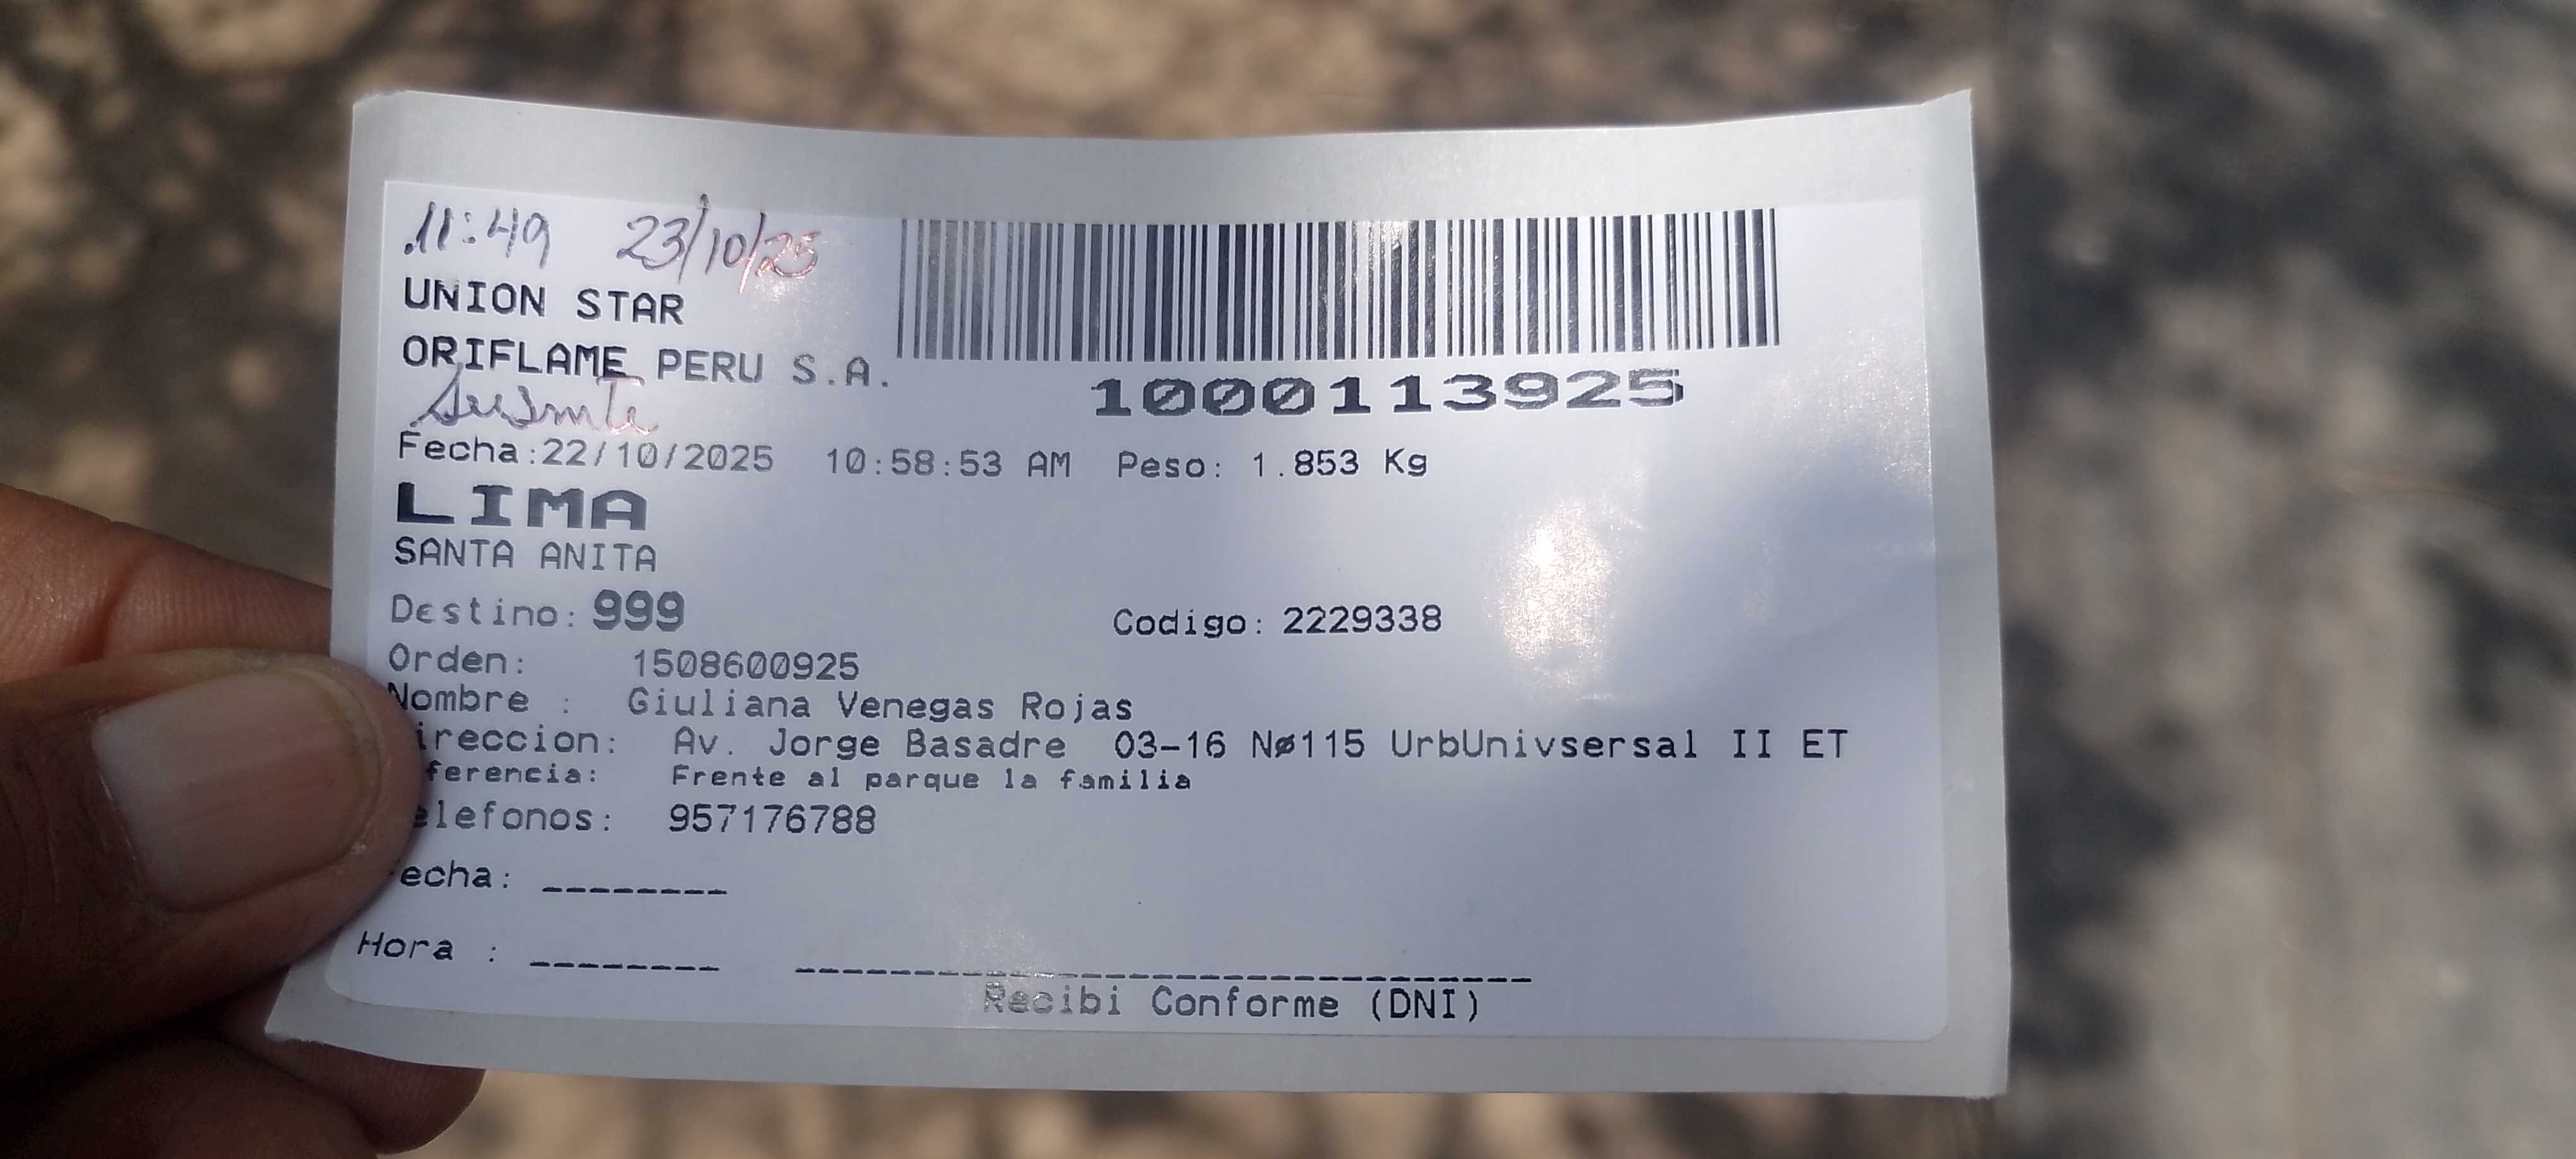 11:49 23/10/25
UNION STAR
ORIFLAME PERU S.A.
1000113925
Fecha:22/10/2025 10:58:53 AM Peso: 1.853 Kg
LIMA
SANTA ANITA
Destino: 999 Codigo: 2229338
Orden: 1508600925
Nombre : Giuliana Venegas Rojas
ireccion: Av. Jorge Basadre 03-16 Nø115 UrbUnivsersal II ET
ferencia: Frente al parque la familia
elefonos: 957176788
echa: ________
Hora : ________
Recibi Conforme (DNI)